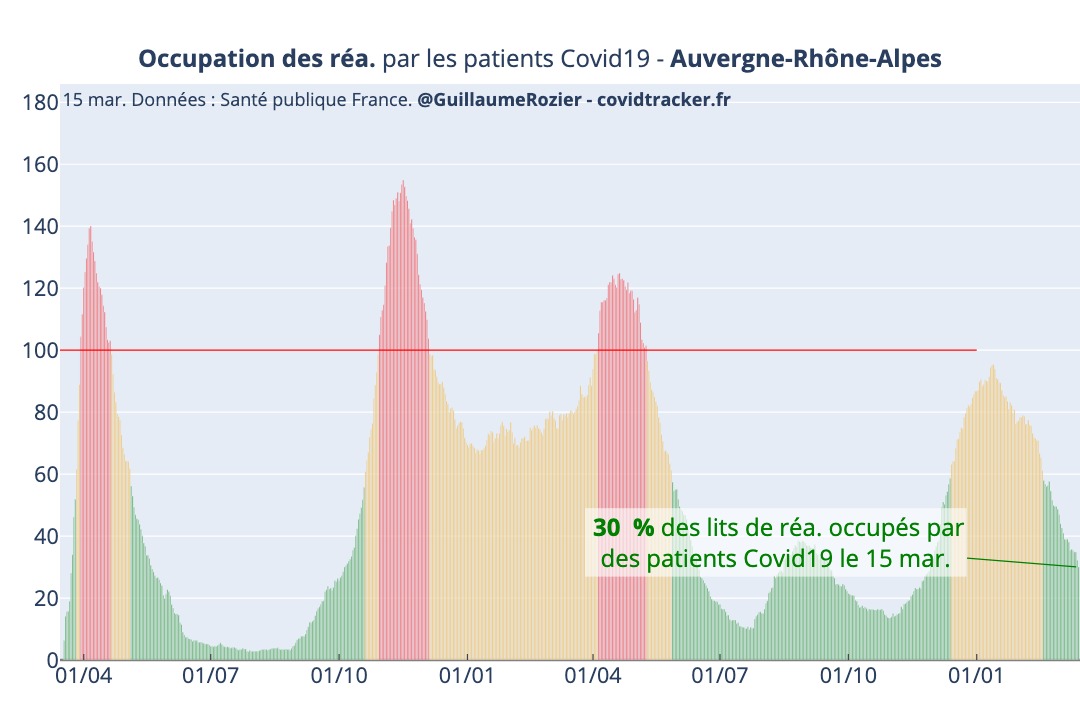 Occupation des réa. par les patients Covid19 - Auvergne-Rhône-Alpes
15 mar. Données : Santé publique France. @GuillaumeRozier - covidtracker.fr
180
160
140
120
100
80
60
40
20
0
30 % des lits de réa. occupés par
des patients Covid19 le 15 mar.
01/04 01/07 01/10 01/01 01/04 01/07 01/10 01/01